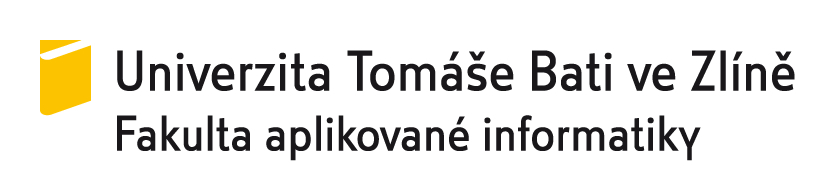 Univerzita Tomáše Bati ve Zlíně
Fakulta aplikované informatiky